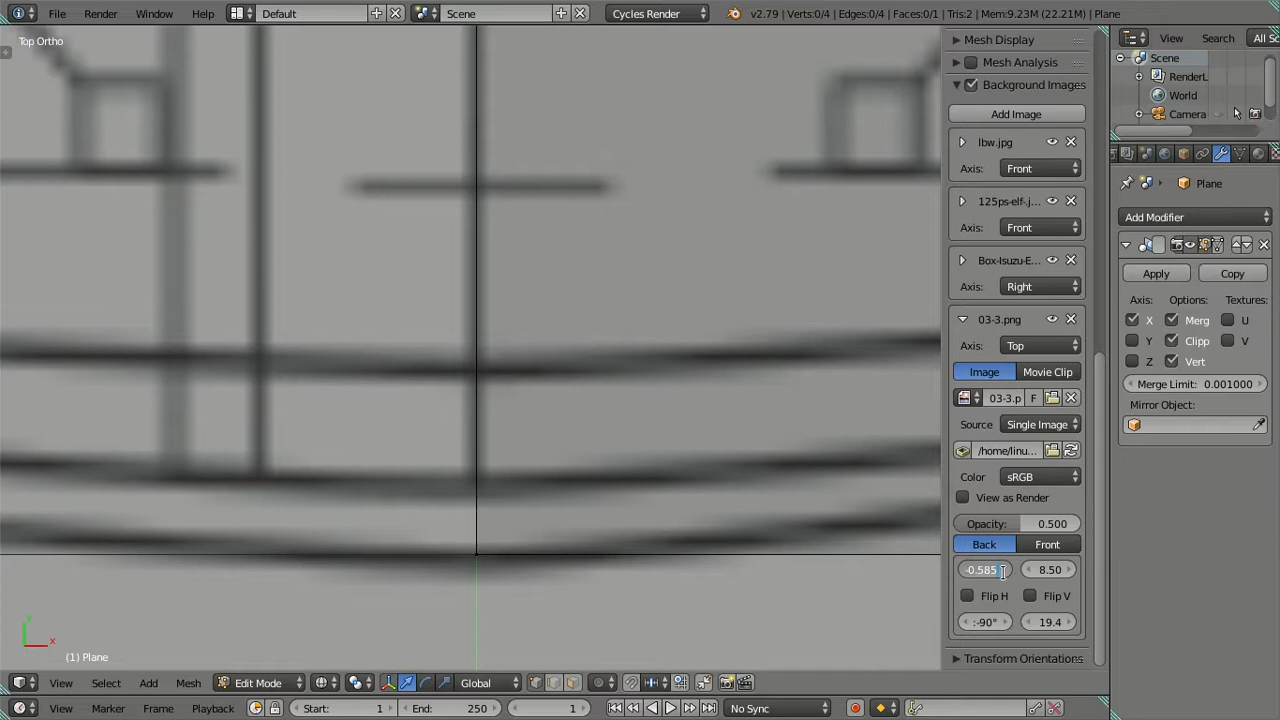 File Render Window Help Default Scene Cycles Render v2.79 | Verts:0/4 | Edges:0/4 | Faces:0/1 | Tris:2 | Mem:9.23M (22.21M) | Plane
Top Ortho
Mesh Display
Mesh Analysis
Background Images
Add Image
lbw.jpg
Axis: Front
125ps-elf-.j...
Axis: Front
Box-Isuzu-E...
Axis: Right
03-3.png
Axis: Top
Image Movie Clip
03-3.p F
Source Single Image
/home/linu...
Color sRGB
View as Render
Opacity: 0.500
Back Front
-0.585 8.50
Flip H Flip V
:-90° 19.4
Transform Orientations
View Search All Sc
Scene
RenderL
World
Camera
Plane
Add Modifier
Apply Copy
Axis: Options: Textures:
X Merg U
Y Clipp V
Z Vert
Merge Limit: 0.001000
Mirror Object:
y
x
(1) Plane
View Select Add Mesh Edit Mode Global
View Marker Frame Playback Start: 1 End: 250 1 No Sync